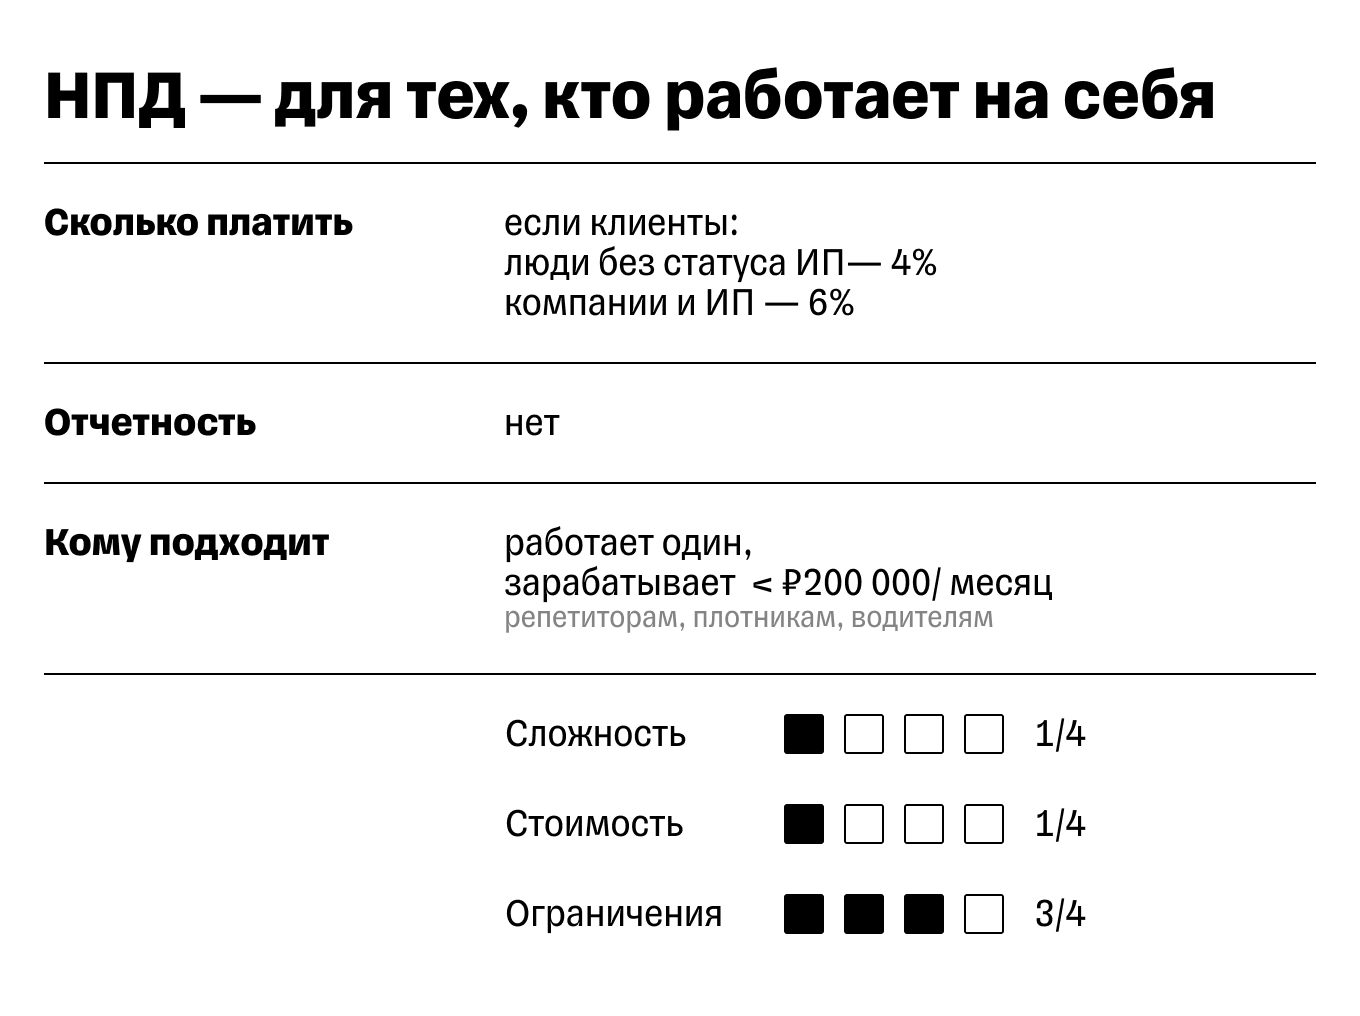 НПД — для тех, кто работает на себя
Сколько платить
если клиенты:
люди без статуса ИП— 4%
компании и ИП — 6%
Отчетность
нет
Кому подходит
работает один,
зарабатывает < ₽200 000/ месяц
репетиторам, плотникам, водителям
Сложность 1/4
Стоимость 1/4
Ограничения 3/4